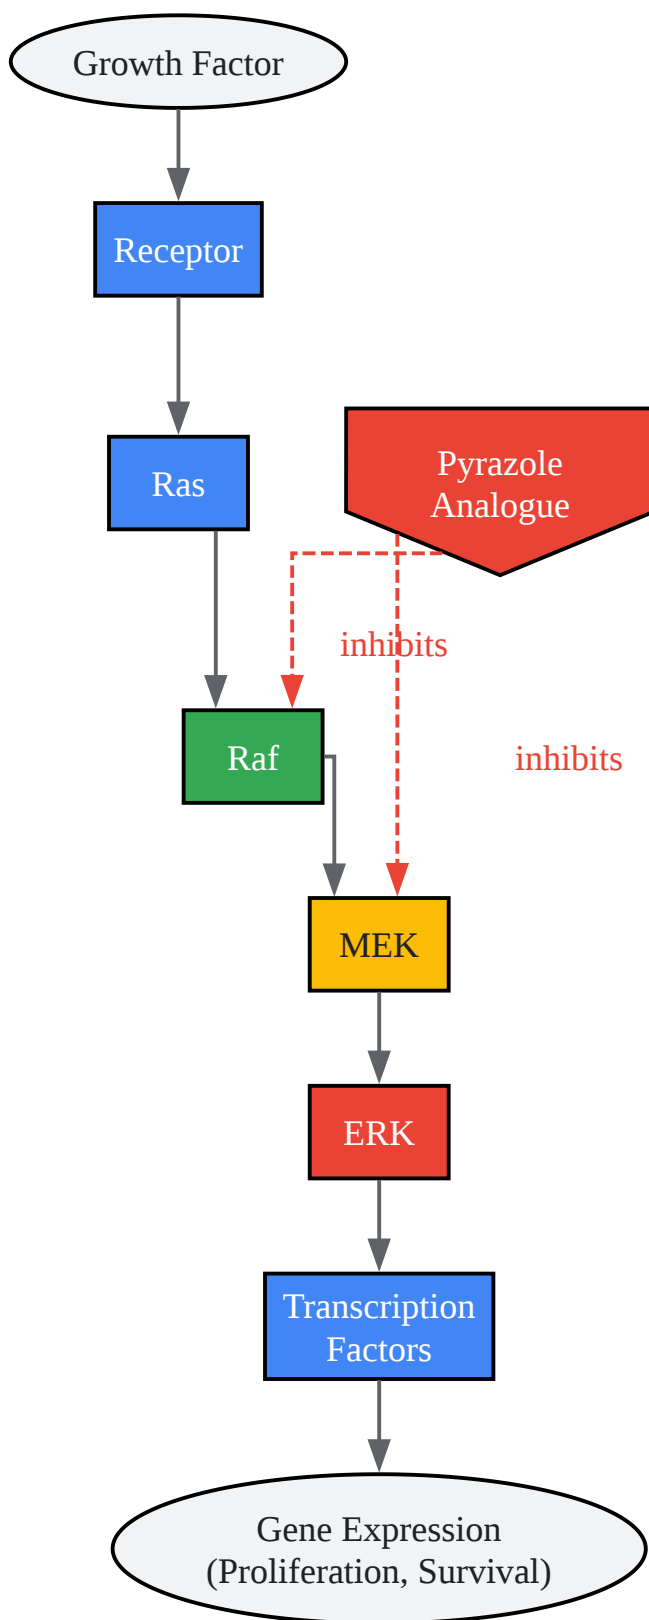 Growth Factor
Receptor
Ras
Pyrazole
Analogue
inhibits
Raf
inhibits
MEK
ERK
Transcription
Factors
Gene Expression
(Proliferation, Survival)